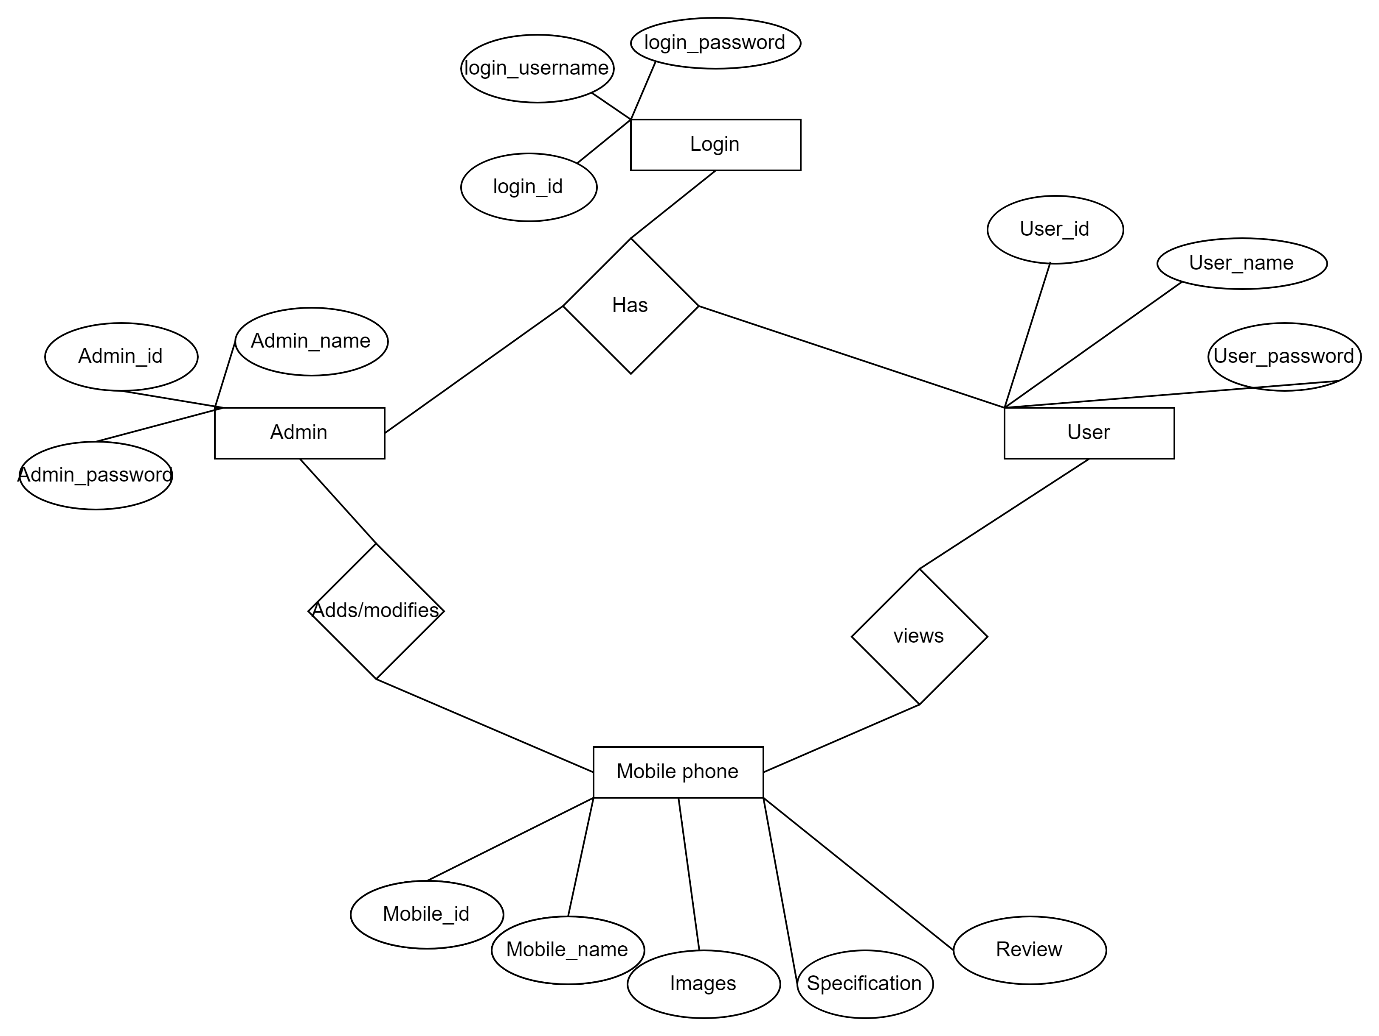 login_password
login_username
Login
login_id
User_id
User_name
Has
Admin_name
Admin_id
User_password
Admin
User
Admin_password
Adds/modifies
views
Mobile phone
Mobile_id
Mobile_name
Review
Images
Specification